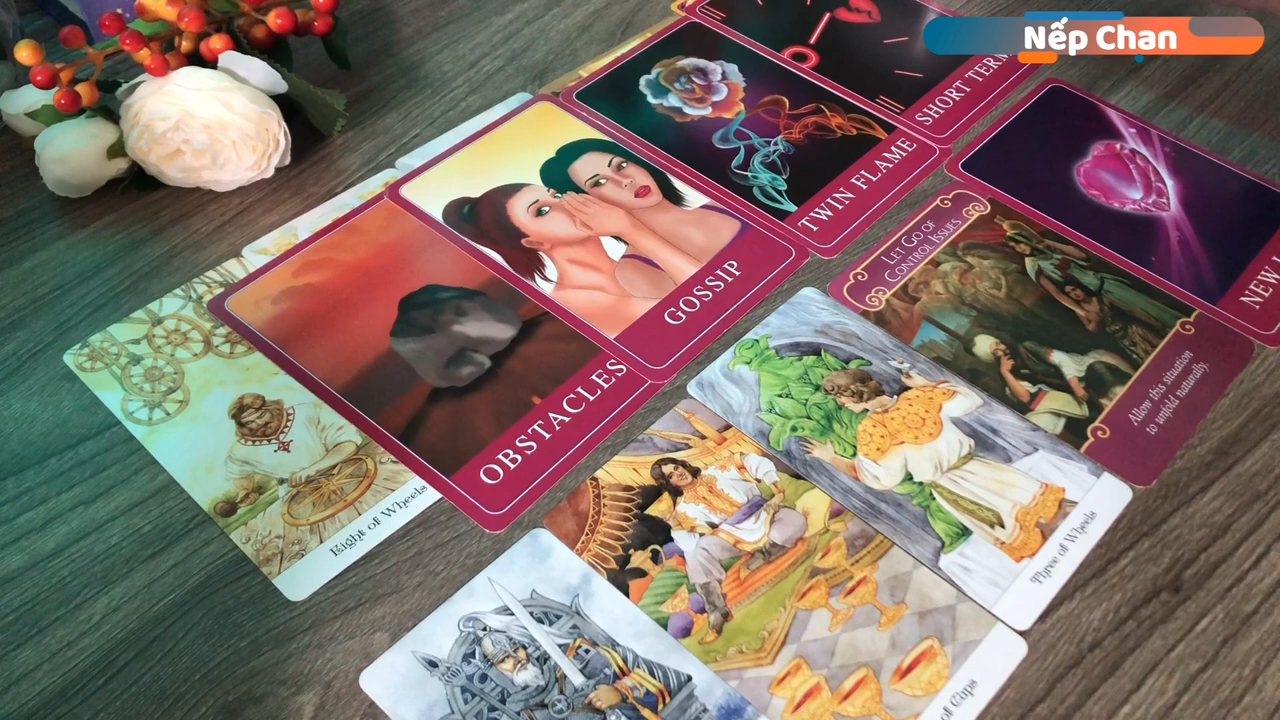 Nếp Chan
SHORT TERM
TWIN FLAME
GOSSIP
OBSTACLES
LET GO OF
CONTROL ISSUES
Allow this situation
to unfold naturally.
NEW
Eight of Wheels
Three of Wheels
of Cups